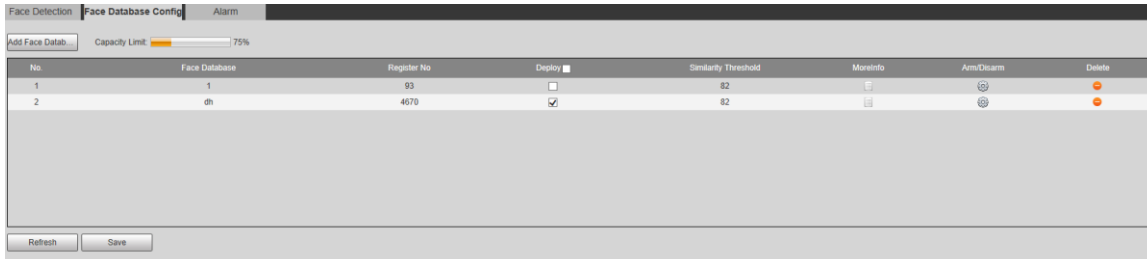 Face Detection Face Database Config Alarm
Add Face Datab... Capacity Limit: 75%
No. Face Database Register No Deploy Similarity Threshold MoreInfo Arm/Disarm Delete
1 1 93 82
2 dh 4670 82
Refresh Save